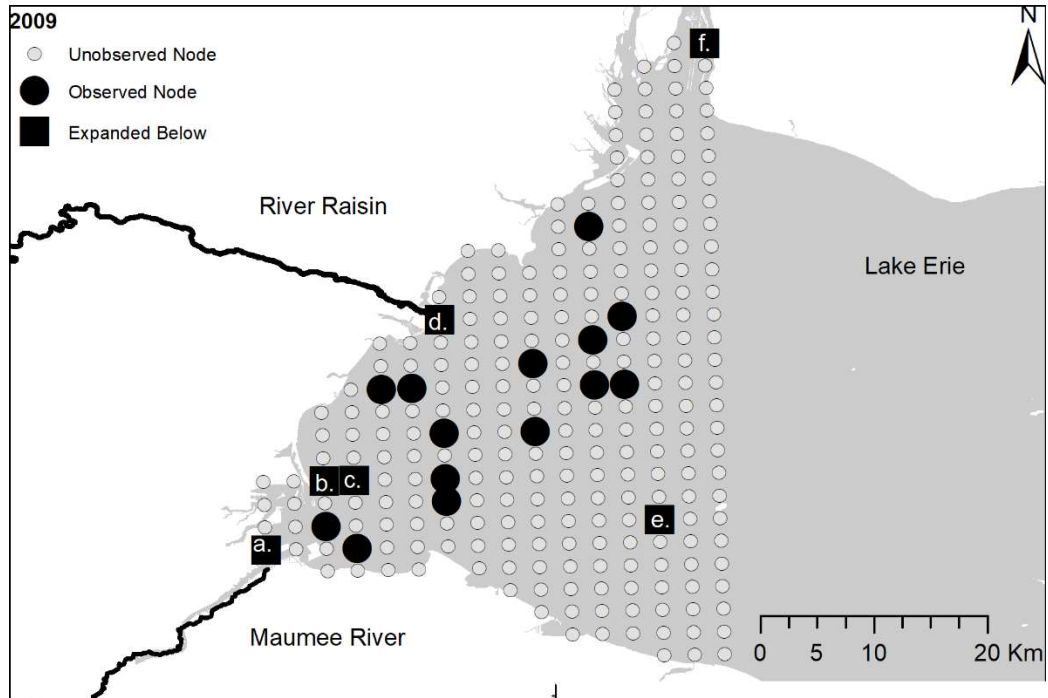 2009
N
Unobserved Node
Observed Node
Expanded Below
f.
River Raisin
Lake Erie
d.
b.
c.
e.
a.
Maumee River
0 5 10 20 Km